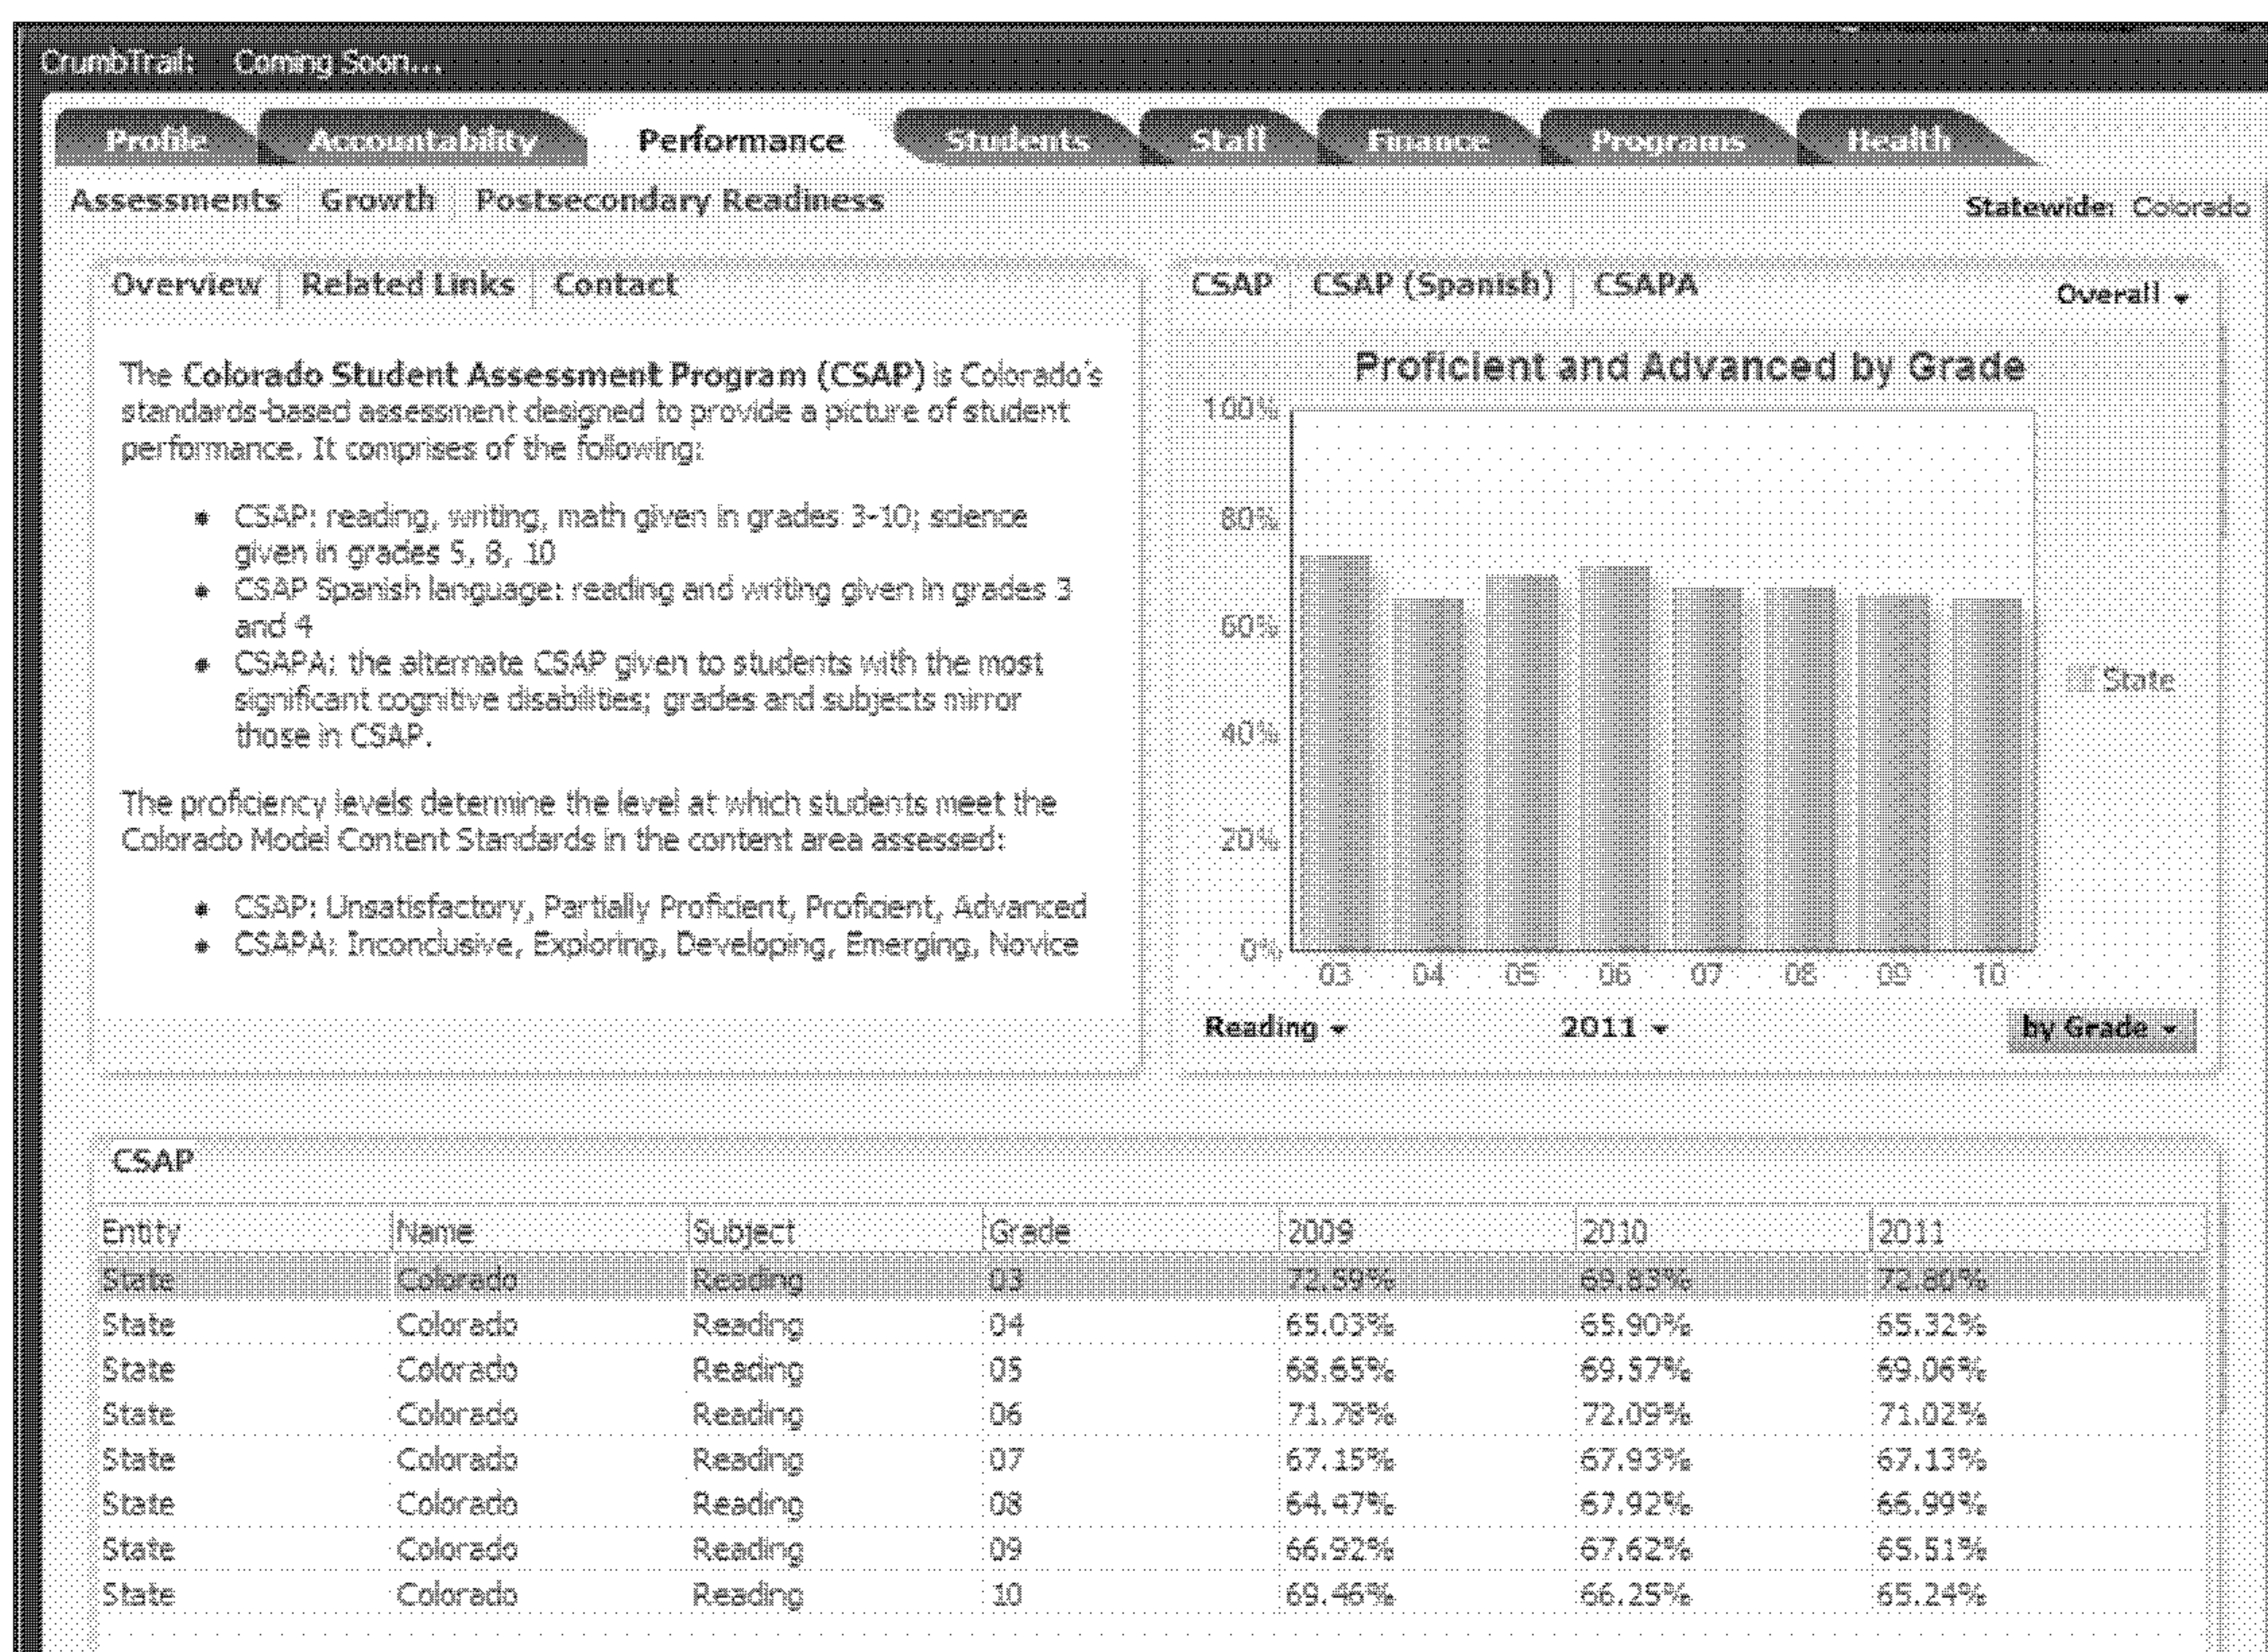 CrumbTrail: Coming Soon...
Profile Accountability Performance Students Staff Finance Programs Health
Assessments Growth Postsecondary Readiness
Statewide: Colorado
Overview Related Links Contact
The Colorado Student Assessment Program (CSAP) is Colorado's
standards-based assessment designed to provide a picture of student
performance. It comprises of the following:
• CSAP: reading, writing, math given in grades 3-10; science
given in grades 5, 8, 10
• CSAP Spanish language: reading and writing given in grades 3
and 4
• CSAPA: the alternate CSAP given to students with the most
significant cognitive disabilities; grades and subjects mirror
those in CSAP.
The proficiency levels determine the level at which students meet the
Colorado Model Content Standards in the content area assessed:
• CSAP: Unsatisfactory, Partially Proficient, Proficient, Advanced
• CSAPA: Inconclusive, Exploring, Developing, Emerging, Novice
CSAP CSAP (Spanish) CSAPA Overall
Proficient and Advanced by Grade
100%
80%
60%
40%
20%
0%
03 04 05 06 07 08 09 10
State
Reading 2011 by Grade
CSAP
Entity Name Subject Grade 2009 2010 2011
State Colorado Reading 03 72.59% 69.83% 72.80%
State Colorado Reading 04 65.03% 65.90% 65.32%
State Colorado Reading 05 68.65% 69.57% 69.06%
State Colorado Reading 06 71.78% 72.09% 71.02%
State Colorado Reading 07 67.15% 67.93% 67.13%
State Colorado Reading 08 64.47% 67.92% 66.99%
State Colorado Reading 09 66.92% 67.62% 65.51%
State Colorado Reading 10 69.46% 66.25% 65.24%